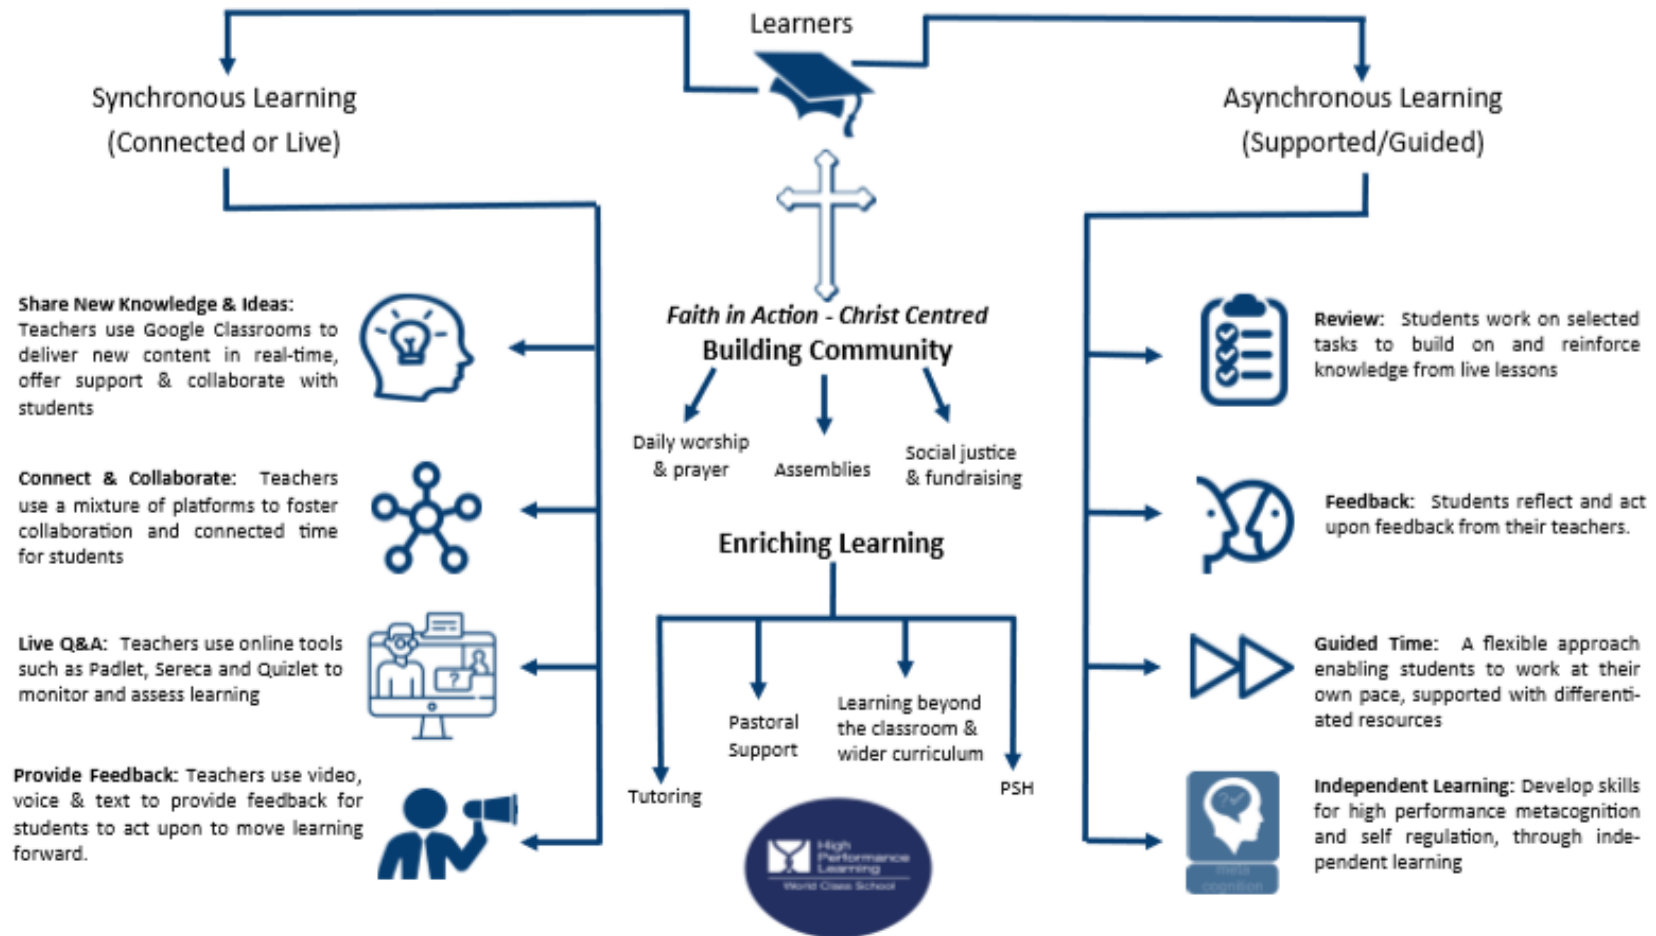 Learners
Synchronous Learning
(Connected or Live)
Share New Knowledge & Ideas:
Teachers use Google Classrooms to
deliver new content in real-time,
offer support & collaborate with
students
Connect & Collaborate: Teachers
use a mixture of platforms to foster
collaboration and connected time
for students
Live Q&A: Teachers use online tools
such as Padlet, Sereca and Quizlet to
monitor and assess learning
?
Provide Feedback: Teachers use video,
voice & text to provide feedback for
students to act upon to move learning
forward.
Faith in Action - Christ Centred
Building Community
Daily worship
& prayer
Assemblies
Social justice
& fundraising
Enriching Learning
Tutoring
Pastoral
Support
Learning beyond
the classroom &
wider curriculum
PSH
High
Performance
Learning
World Class School
Asynchronous Learning
(Supported/Guided)
Review: Students work on selected
tasks to build on and reinforce
knowledge from live lessons
Feedback: Students reflect and act
upon feedback from their teachers.
Guided Time: A flexible approach
enabling students to work at their
own pace, supported with differenti-
ated resources
?
meta
cognition
Independent Learning: Develop skills
for high performance metacognition
and self regulation, through inde-
pendent learning